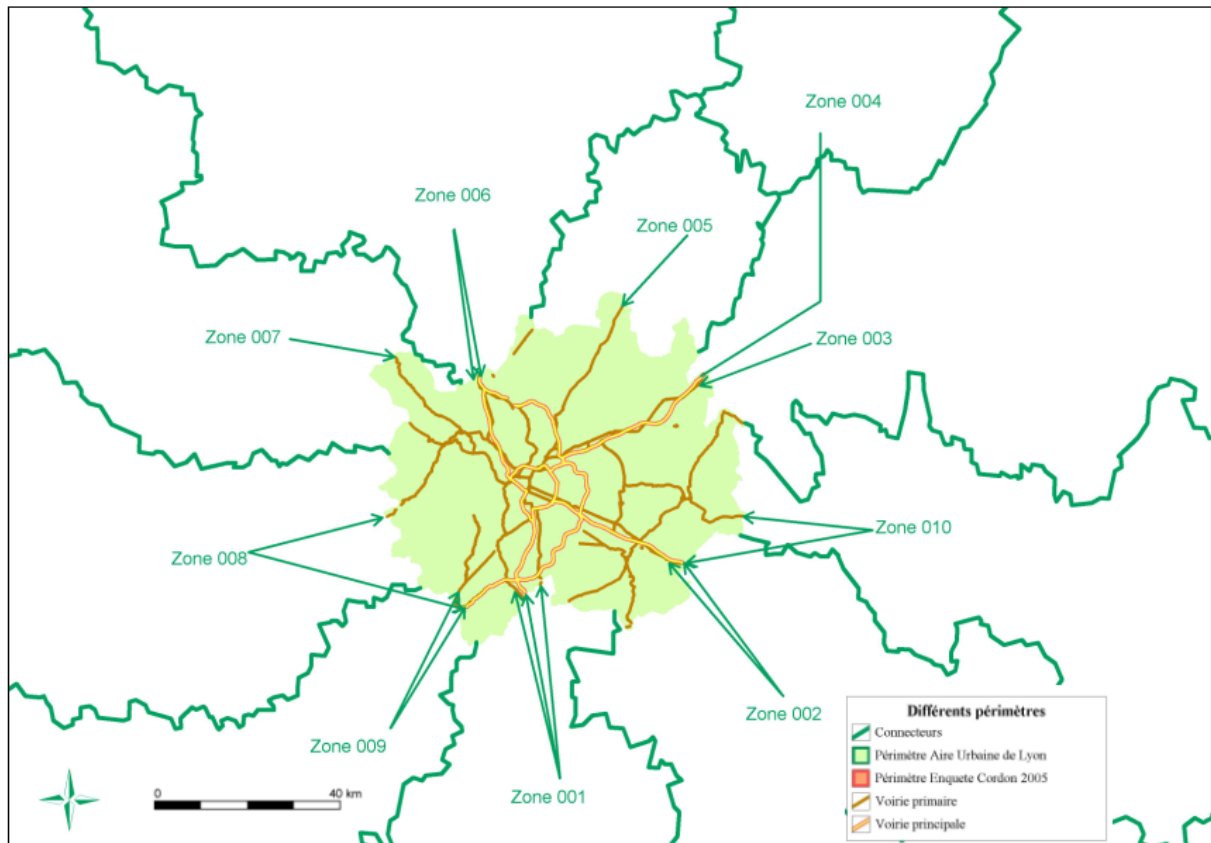 Zone 004
Zone 006
Zone 005
Zone 007
Zone 003
Zone 010
Zone 008
Zone 002
Zone 009
Zone 001
0
40 km
Différents périmètres
Connecteurs
Périmètre Aire Urbaine de Lyon
Périmètre Enquete Cordon 2005
Voirie primaire
Voirie principale